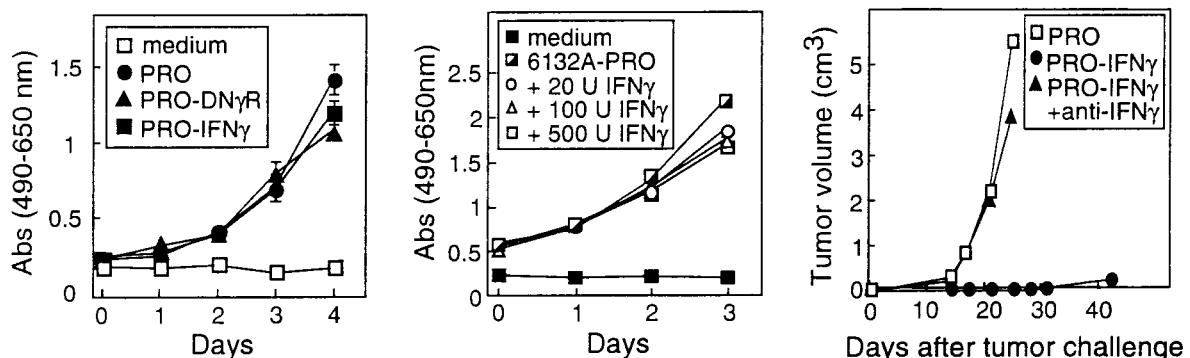 Abs (490-650 nm)
1.5
1
0.5
0
medium
PRO
PRO-DNγR
PRO-IFNγ
0 1 2 3 4
Days
Abs (490-650nm)
2.5
2.0
1.5
1.0
0.5
0
medium
6132A-PRO
+ 20 U IFNγ
+ 100 U IFNγ
+ 500 U IFNγ
0 1 2 3
Days
Tumor volume (cm3)
5
4
2
1
0
PRO
PRO-IFNγ
PRO-IFNγ
+anti-IFNγ
0 10 20 30 40
Days after tumor challenge